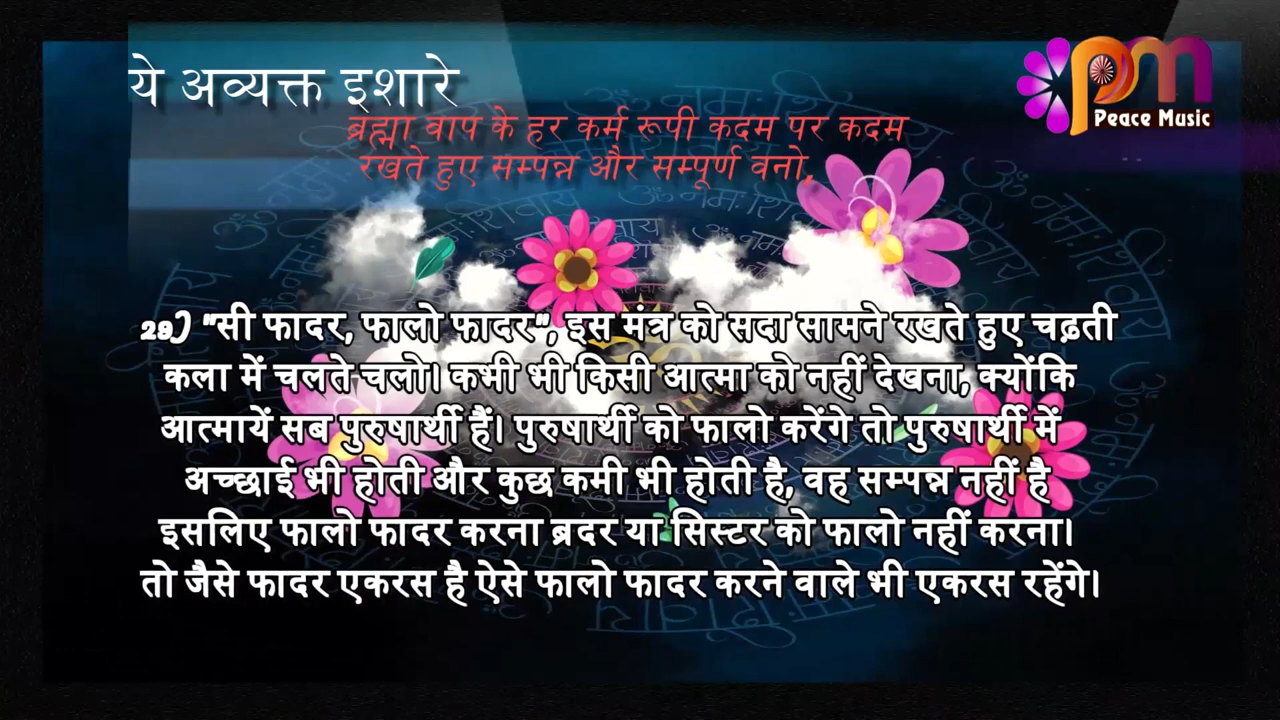 ये अव्यक्त इशारे
ब्रह्मा बाप के हर कर्म रूपी कदम पर कदम
रखते हुए सम्पन्न और सम्पूर्ण बनो,
Peace Music
29) "सी फादर, फालो फादर", इस मंत्र को सदा सामने रखते हुए चढ़ती
कला में चलते चलो। कभी भी किसी आत्मा को नहीं देखना, क्योंकि
आत्मायें सब पुरुषार्थी हैं। पुरुषार्थी को फालो करेंगे तो पुरुषार्थी में
अच्छाई भी होती और कुछ कमी भी होती है, वह सम्पन्न नहीं है
इसलिए फालो फादर करना ब्रदर या सिस्टर को फालो नहीं करना।
तो जैसे फादर एकरस है ऐसे फालो फादर करने वाले भी एकरस रहेंगे।